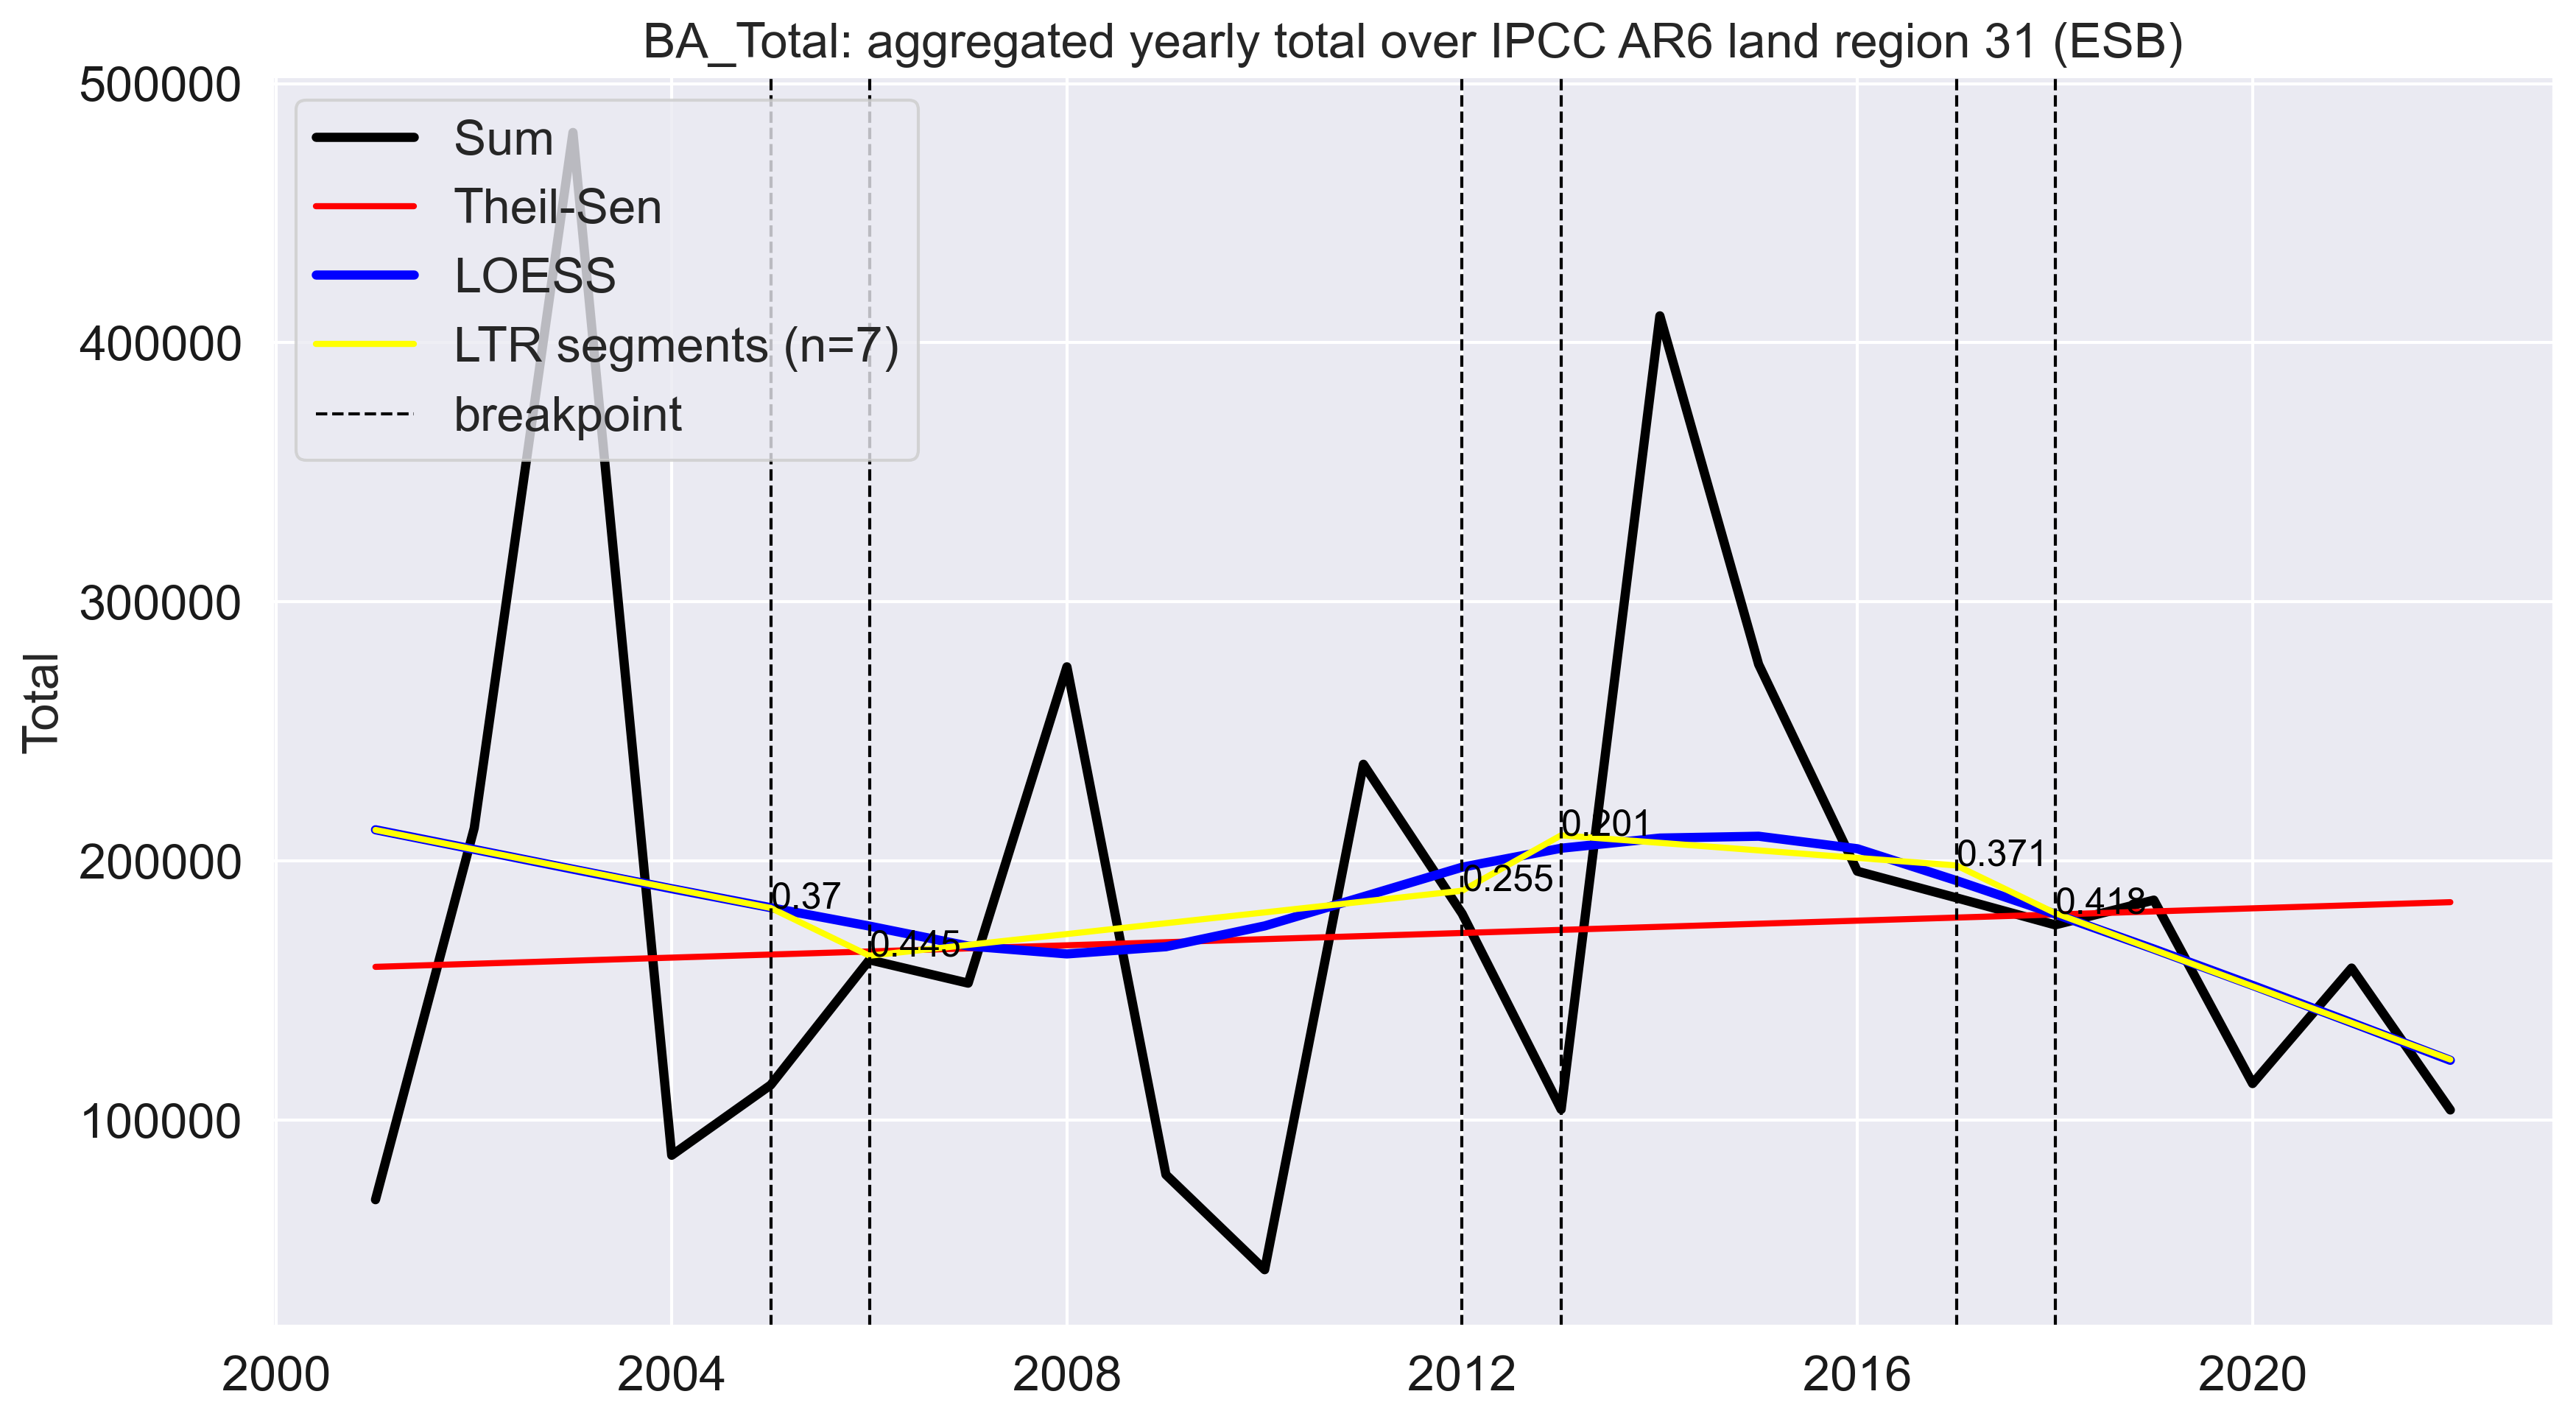 BA_Total: aggregated yearly total over IPCC AR6 land region 31 (ESB)
500000
400000
300000
200000
100000
Total
Sum
Theil-Sen
LOESS
LTR segments (n=7)
breakpoint
0.37
0.445
0.255
0.201
0.371
0.418
2000
2004
2008
2012
2016
2020